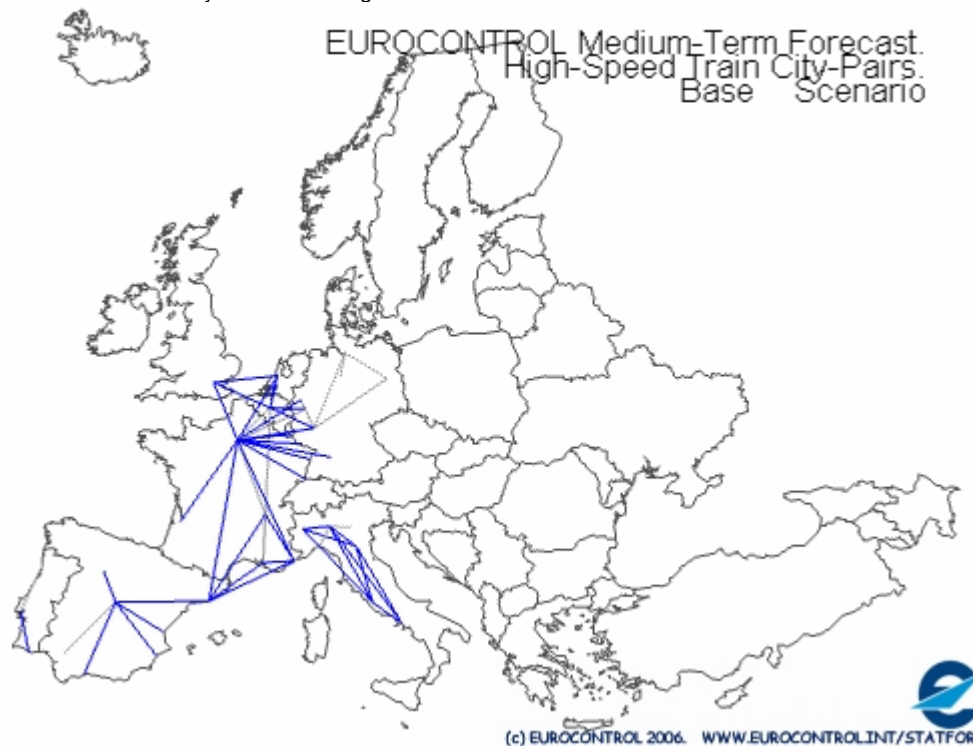 EUROCONTROL Medium-Term Forecast.
High-Speed Train City-Pairs.
Base Scenario
(c) EUROCONTROL 2006. WWW.EUROCONTROL.INT/STATFOR